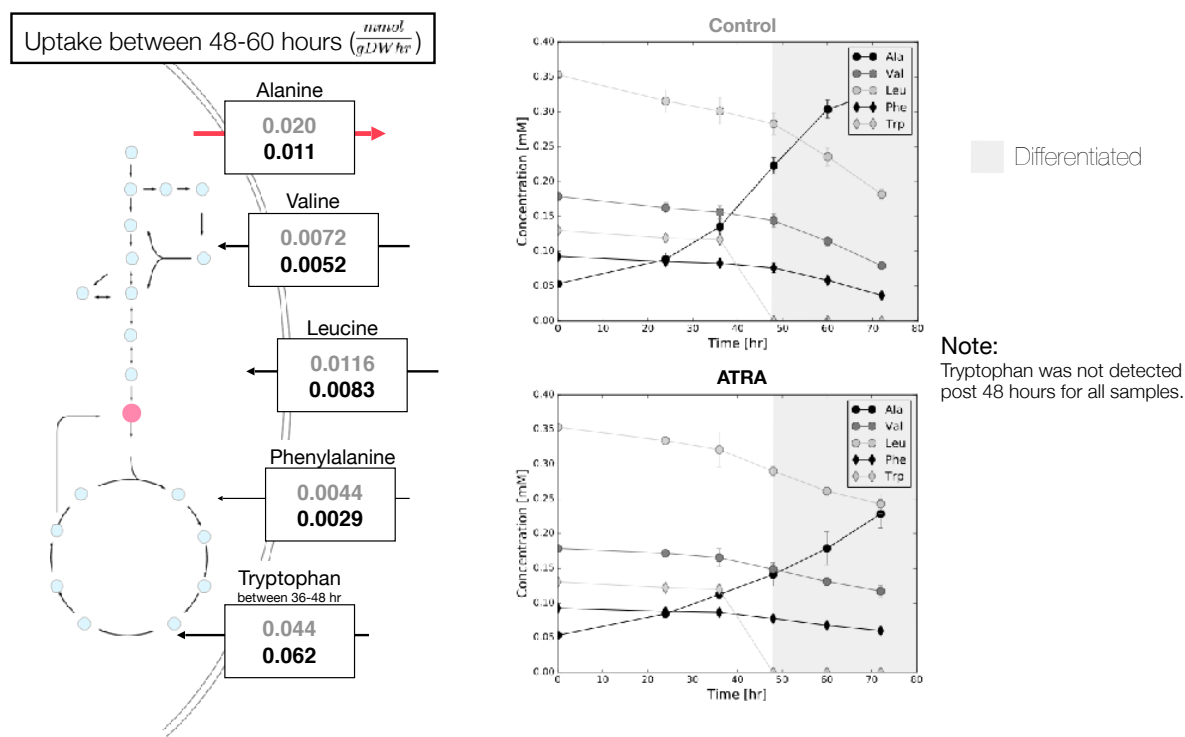 Uptake between 48-60 hours (mmol/gDW hr)
Alanine
0.020
0.011
Valine
0.0072
0.0052
Leucine
0.0116
0.0083
Phenylalanine
0.0044
0.0029
Tryptophan
between 36-48 hr
0.044
0.062
Control
0.40
0.35
0.30
0.25
0.20
0.15
0.10
0.05
0.00
Concentration [mM]
0 10 20 30 40 50 60 70 80
Time [hr]
Ala
Val
Leu
Phe
Trp
Differentiated
Note:
Tryptophan was not detected
post 48 hours for all samples.
ATRA
0.40
0.35
0.30
0.25
0.20
0.15
0.10
0.05
0.00
Concentration [mM]
0 10 20 30 40 50 60 70 80
Time [hr]
Ala
Val
Leu
Phe
Trp